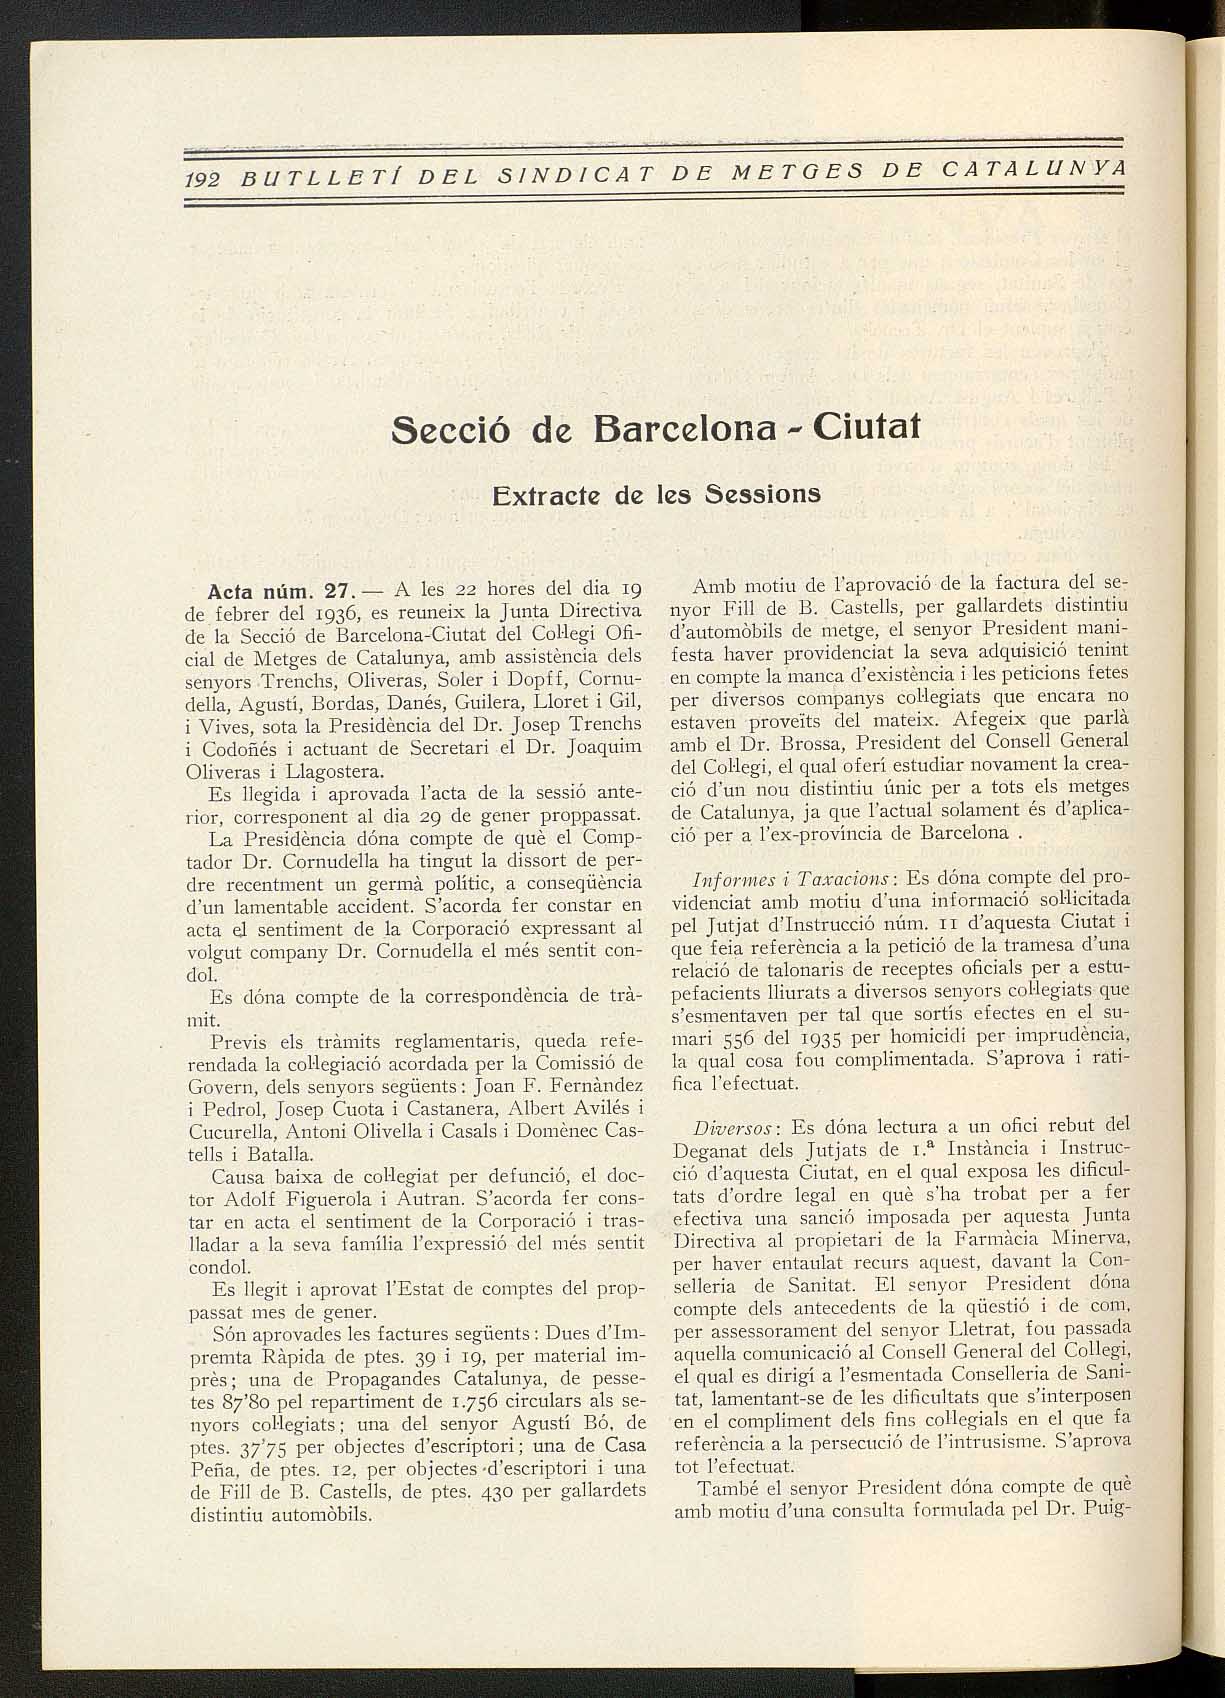 192 BUTLLETÍ DEL SINDICAT DE METGES DE CATALUNYA
Secció de Barcelona - Ciutat
Extracte de les Sessions
Acta núm. 27. — A les 22 hores del dia 19
de febrer del 1936, es reuneix la Junta Directiva
de la Secció de Barcelona-Ciutat del Col·legi Ofi-
cial de Metges de Catalunya, amb assistència dels
senyors Trenchs, Oliveras, Soler i Dopff, Cornu-
della, Agustí, Bordas, Danés, Guilera, Lloret i Gil,
i Vives, sota la Presidència del Dr. Josep Trenchs
i Codoñés i actuant de Secretari el Dr. Joaquim
Oliveras i Llagostera.
Es llegida i aprovada l'acta de la sessió ante-
rior, corresponent al dia 29 de gener proppassat.
La Presidència dóna compte de què el Comp-
tador Dr. Cornudella ha tingut la dissort de per-
dre recentment un germà polític, a conseqüència
d'un lamentable accident. S'acorda fer constar en
acta el sentiment de la Corporació expressant al
volgut company Dr. Cornudella el més sentit con-
dol.
Es dóna compte de la correspondència de trà-
mit.
Previs els tràmits reglamentaris, queda refe-
rendada la col·legiació acordada per la Comissió de
Govern, dels senyors següents: Joan F. Fernàndez
i Pedrol, Josep Cuota i Castanera, Albert Avilés i
Cucurella, Antoni Olivella i Casals i Domènec Cas-
tells i Batalla.
Causa baixa de col·legiat per defunció, el doc-
tor Adolf Figuerola i Autran. S'acorda fer cons-
tar en acta el sentiment de la Corporació i tras-
lladar a la seva família l'expressió del més sentit
condol.
Es llegit i aprovat l'Estat de comptes del prop-
passat mes de gener.
Són aprovades les factures següents: Dues d'Im-
premta Ràpida de ptes. 39 i 19, per material im-
près; una de Propagandes Catalunya, de pesse-
tes 87'80 pel repartiment de 1.756 circulars als se-
nyors col·legiats; una del senyor Agustí Bó, de
ptes. 37'75 per objectes d'escriptori; una de Casa
Peña, de ptes. 12, per objectes d'escriptori i una
de Fill de B. Castells, de ptes. 430 per gallardets
distintiu automòbils.
Amb motiu de l'aprovació de la factura del se-
nyor Fill de B. Castells, per gallardets distintiu
d'automòbils de metge, el senyor President mani-
festa haver providenciat la seva adquisició tenint
en compte la manca d'existència i les peticions fetes
per diversos companys col·legiats que encara no
estaven proveïts del mateix. Afegeix que parlà
amb el Dr. Brossa, President del Consell General
del Col·legi, el qual oferí estudiar novament la crea-
ció d'un nou distintiu únic per a tots els metges
de Catalunya, ja que l'actual solament és d'aplica-
ció per a l'ex-província de Barcelona .
Informes i Taxacions: Es dóna compte del pro-
videnciat amb motiu d'una informació sol·licitada
pel Jutjat d'Instrucció núm. 11 d'aquesta Ciutat i
que feia referència a la petició de la tramesa d'una
relació de talonaris de receptes oficials per a estu-
pefacients lliurats a diversos senyors col·legiats que
s'esmentaven per tal que sortís efectes en el su-
mari 556 del 1935 per homicidi per imprudència,
la qual cosa fou complimentada. S'aprova i rati-
fica l'efectuat.
Diversos: Es dóna lectura a un ofici rebut del
Deganat dels Jutjats de 1.ª Instància i Instruc-
ció d'aquesta Ciutat, en el qual exposa les dificul-
tats d'ordre legal en què s'ha trobat per a fer
efectiva una sanció imposada per aquesta Junta
Directiva al propietari de la Farmàcia Minerva,
per haver entaulat recurs aquest, davant la Con-
selleria de Sanitat. El senyor President dóna
compte dels antecedents de la qüestió i de com,
per assessorament del senyor Lletrat, fou passada
aquella comunicació al Consell General del Col·legi,
el qual es dirigí a l'esmentada Conselleria de Sani-
tat, lamentant-se de les dificultats que s'interposen
en el compliment dels fins col·legials en el que fa
referència a la persecució de l'intrusisme. S'aprova
tot l'efectuat.
També el senyor President dóna compte de què
amb motiu d'una consulta formulada pel Dr. Puig-